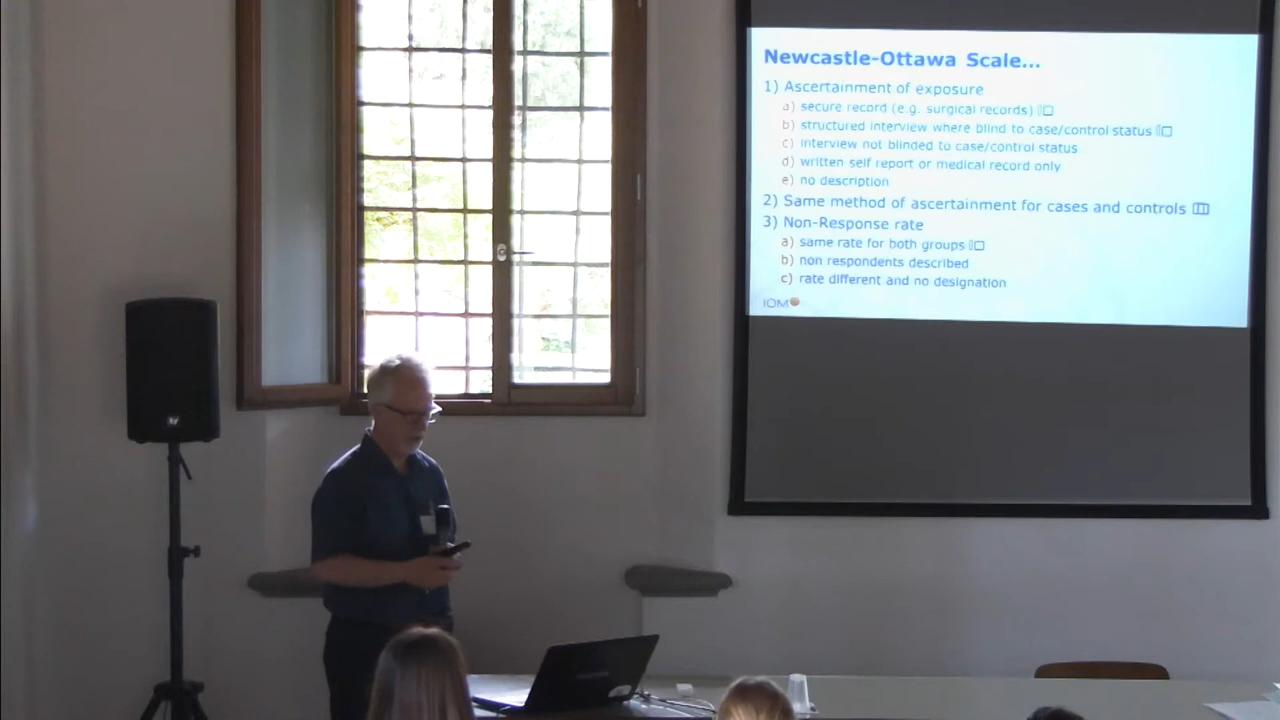 Newcastle-Ottawa Scale...
1) Ascertainment of exposure
a) secure record (e.g. surgical records)
b) structured interview where blind to case/control status
c) interview not blinded to case/control status
d) written self report or medical record only
e) no description
2) Same method of ascertainment for cases and controls
3) Non-Response rate
a) same rate for both groups
b) non respondents described
c) rate different and no designation
IOM